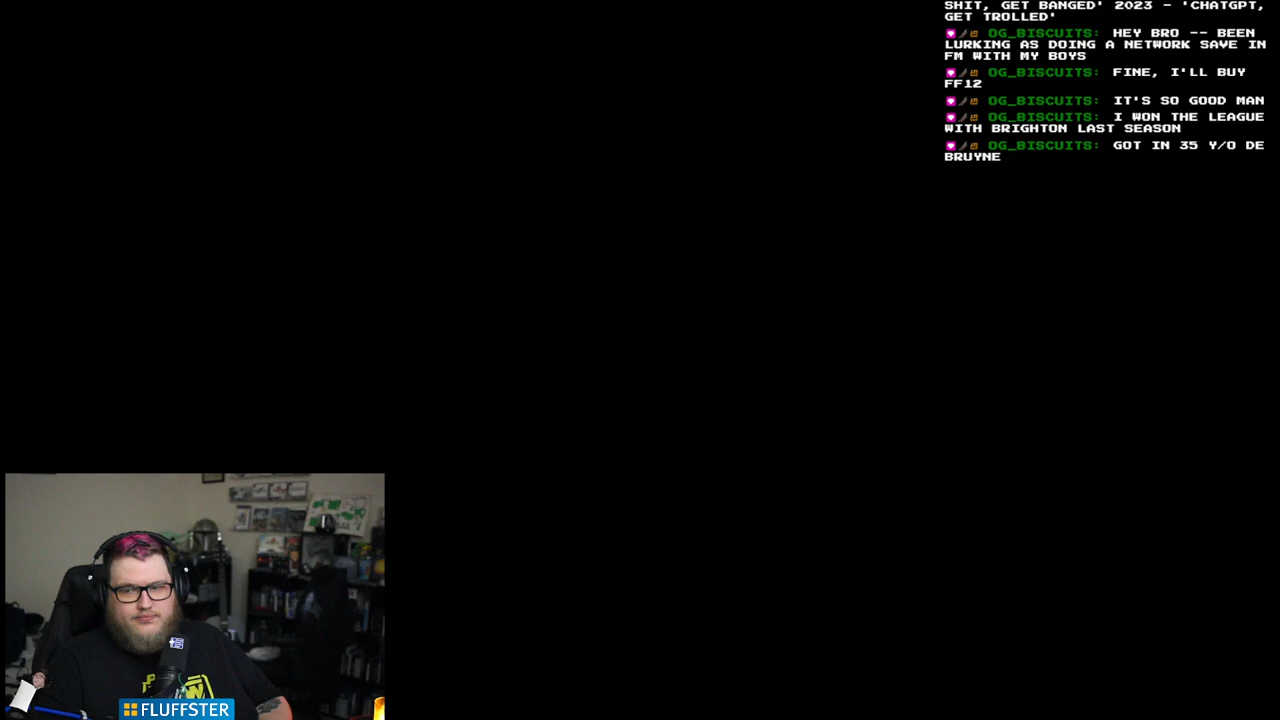 SHIT, GET BANGED' 2023 - 'CHATGPT,
GET TROLLED'
OG_BISCUITS: HEY BRO -- BEEN
LURKING AS DOING A NETWORK SAVE IN
FM WITH MY BOYS
OG_BISCUITS: FINE, I'LL BUY
FF12
OG_BISCUITS: IT'S SO GOOD MAN
OG_BISCUITS: I WON THE LEAGUE
WITH BRIGHTON LAST SEASON
OG_BISCUITS: GOT IN 35 Y/O DE
BRUYNE
FLUFFSTER